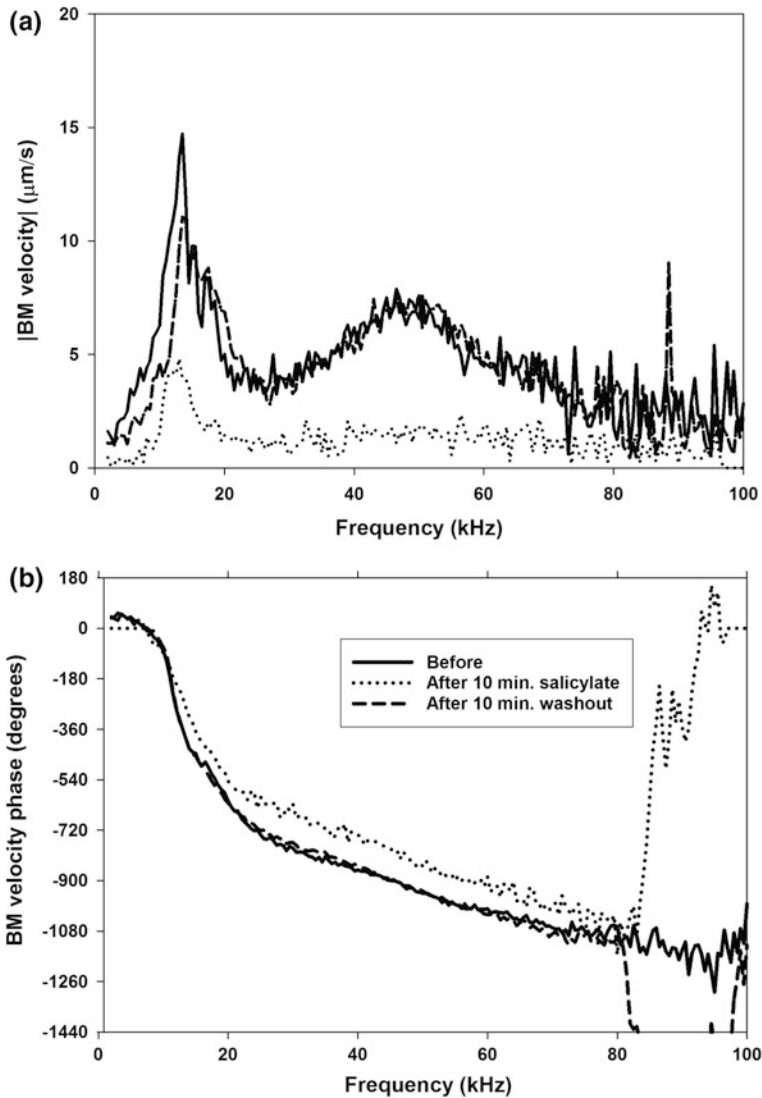 (a)
|BM velocity| (μm/s)
20
15
10
5
0
0 20 40 60 80 100
Frequency (kHz)
(b)
BM velocity phase (degrees)
180
0
-180
-360
-540
-720
-900
-1080
-1260
-1440
Before
After 10 min. salicylate
After 10 min. washout
0 20 40 60 80 100
Frequency (kHz)